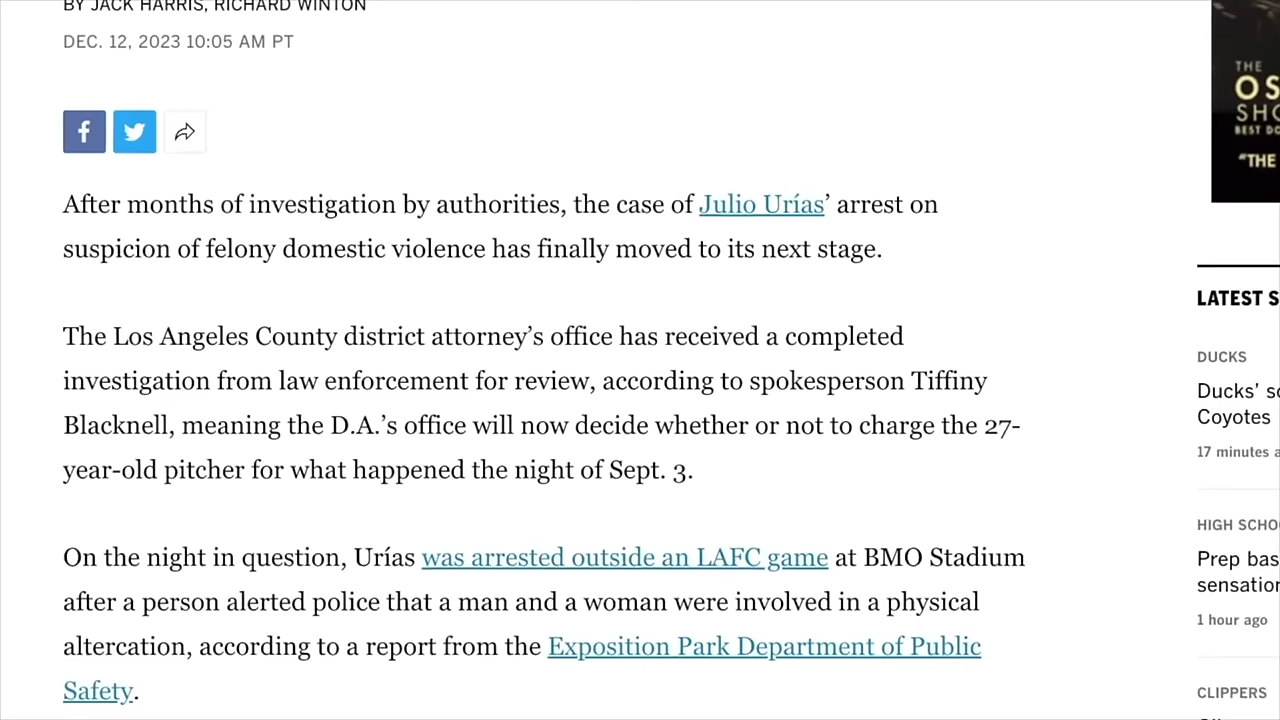 BY JACK HARRIS, RICHARD WINTON
DEC. 12, 2023 10:05 AM PT
After months of investigation by authorities, the case of Julio Urías’ arrest on
suspicion of felony domestic violence has finally moved to its next stage.
The Los Angeles County district attorney’s office has received a completed
investigation from law enforcement for review, according to spokesperson Tiffiny
Blacknell, meaning the D.A.’s office will now decide whether or not to charge the 27-
year-old pitcher for what happened the night of Sept. 3.
On the night in question, Urías was arrested outside an LAFC game at BMO Stadium
after a person alerted police that a man and a woman were involved in a physical
altercation, according to a report from the Exposition Park Department of Public
Safety.
THE
OS
SHO
BEST DO
“THE
LATEST S
DUCKS
Ducks’ s
Coyotes
17 minutes a
HIGH SCHO
Prep bas
sensation
1 hour ago
CLIPPERS